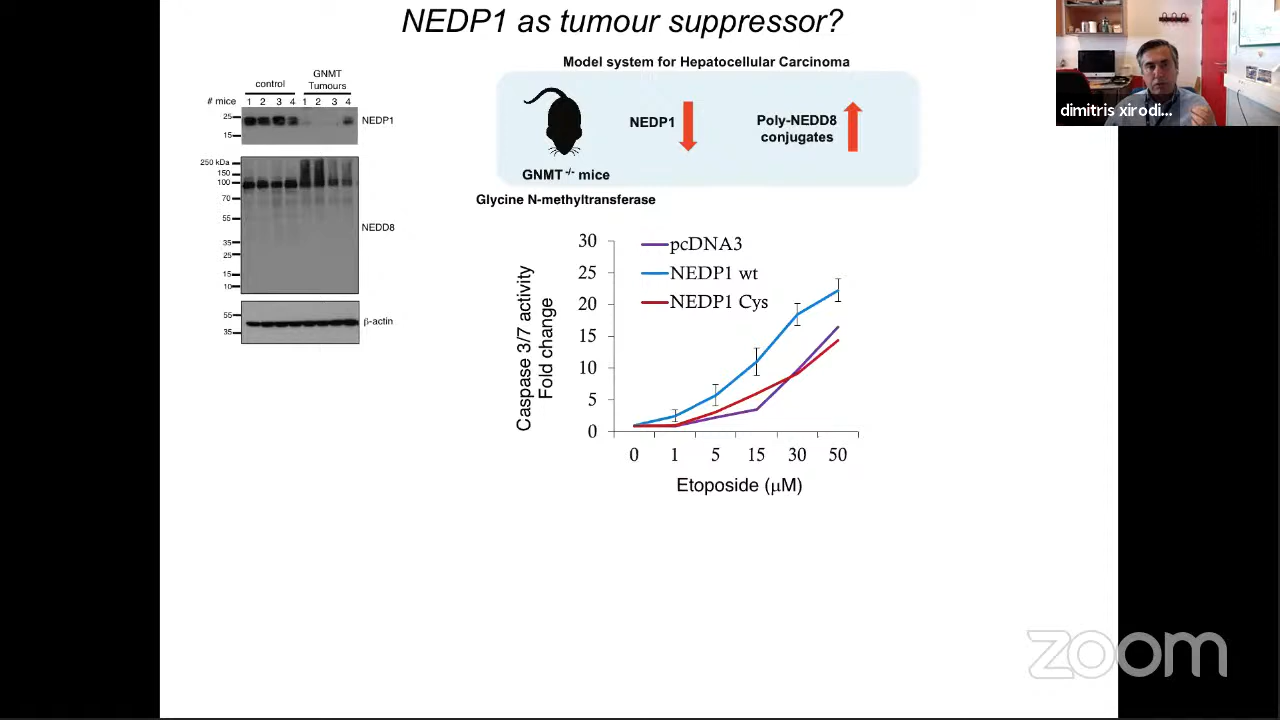 NEDP1 as tumour suppressor?
dimitris xirodi...
control
GNMT
Tumours
# mice
1 2 3 4 1 2 3 4
25
15
NEDP1
250 kDa
150
100
70
55
35
25
15
10
NEDD8
55
35
β-actin
Model system for Hepatocellular Carcinoma
NEDP1
Poly-NEDD8
conjugates
GNMT -/- mice
Glycine N-methyltransferase
Caspase 3/7 activity
Fold change
30
25
20
15
10
5
0
pcDNA3
NEDP1 wt
NEDP1 Cys
0 1 5 15 30 50
Etoposide (µM)
zoom